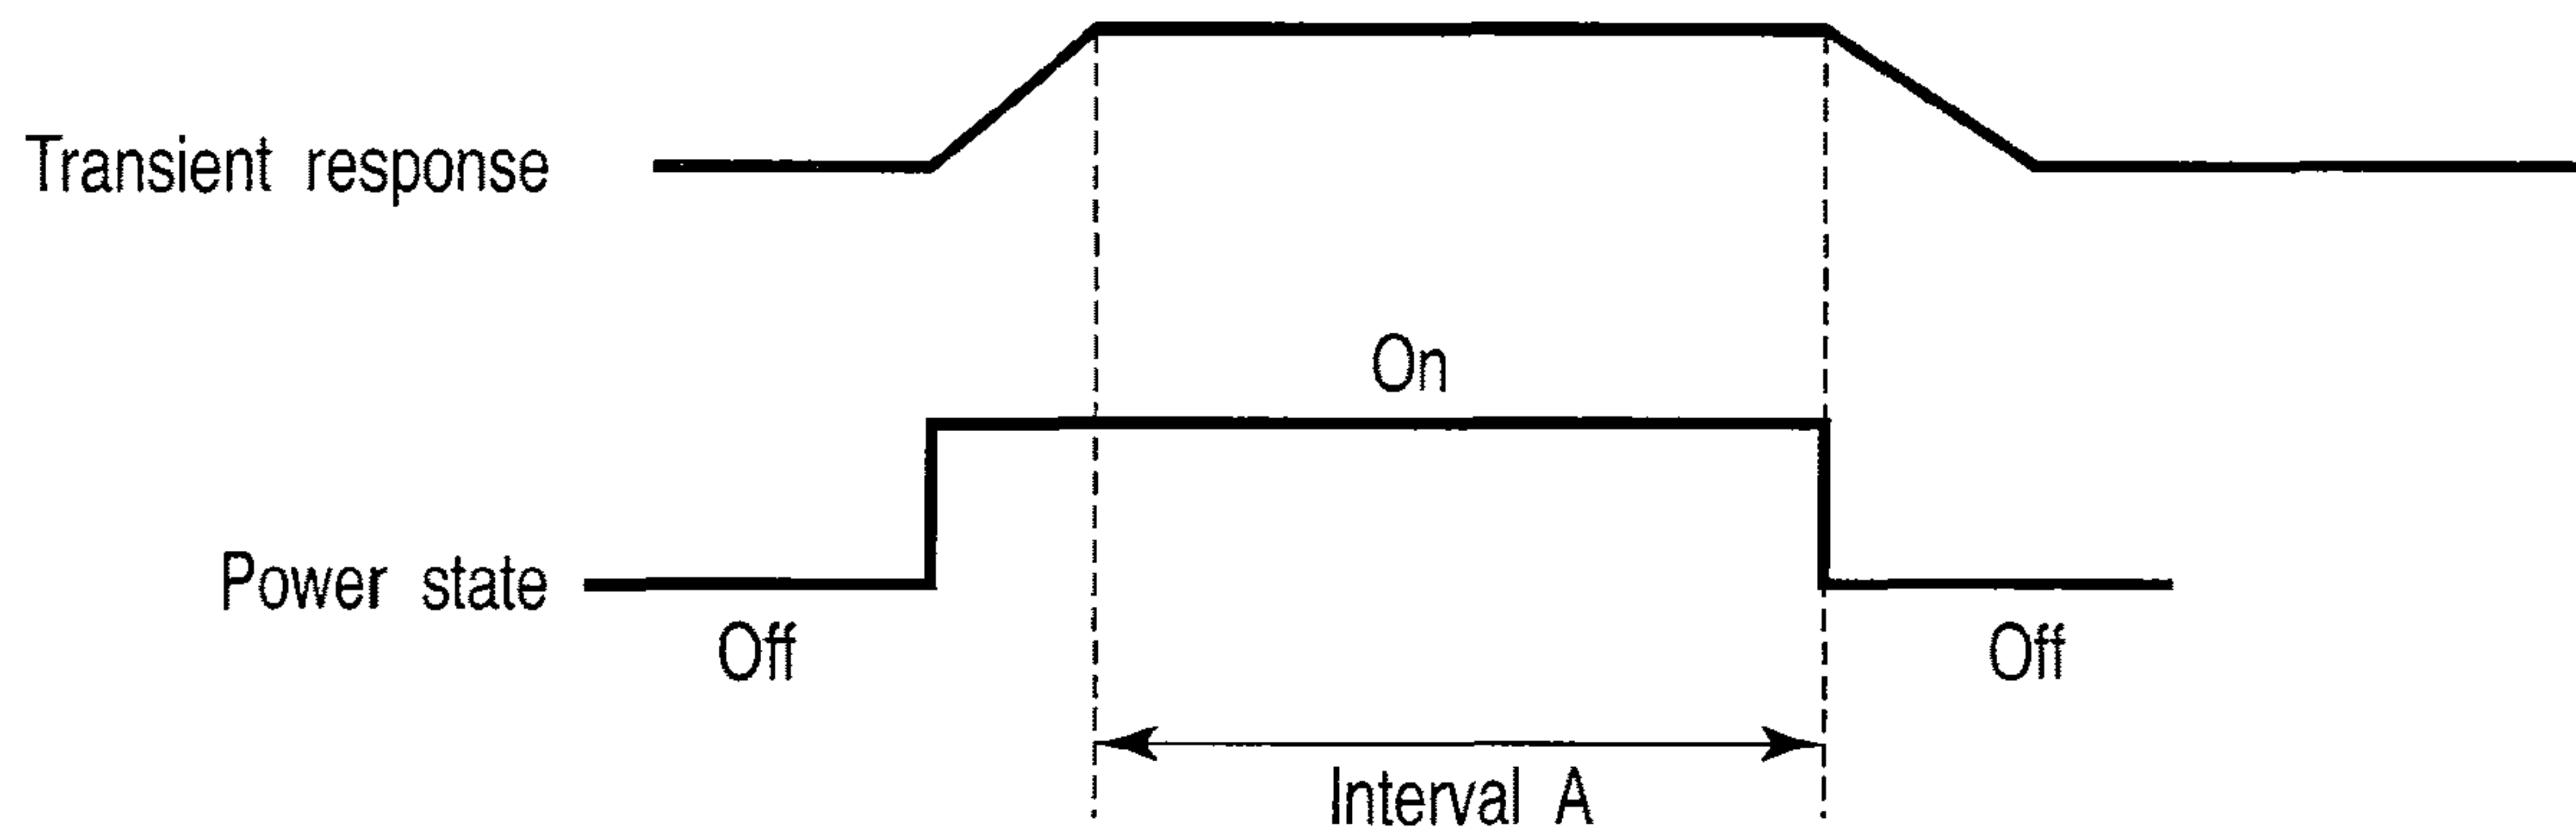 Transient response
On
Power state
Off
Off
Interval A